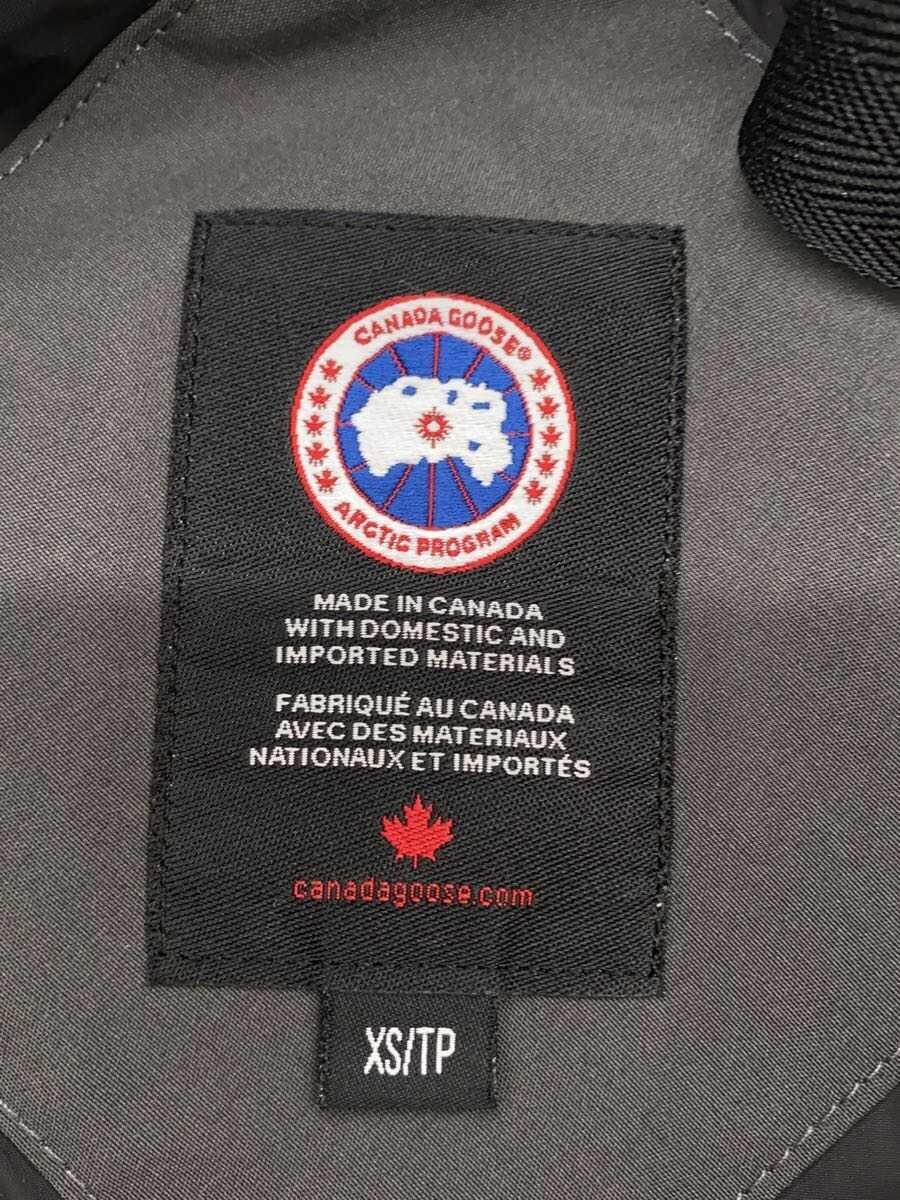 CANADA GOOSE®
ARCTIC PROGRAM
MADE IN CANADA
WITH DOMESTIC AND
IMPORTED MATERIALS
FABRIQUÉ AU CANADA
AVEC DES MATERIAUX
NATIONAUX ET IMPORTÉS
canadagoose.com
XS/TP